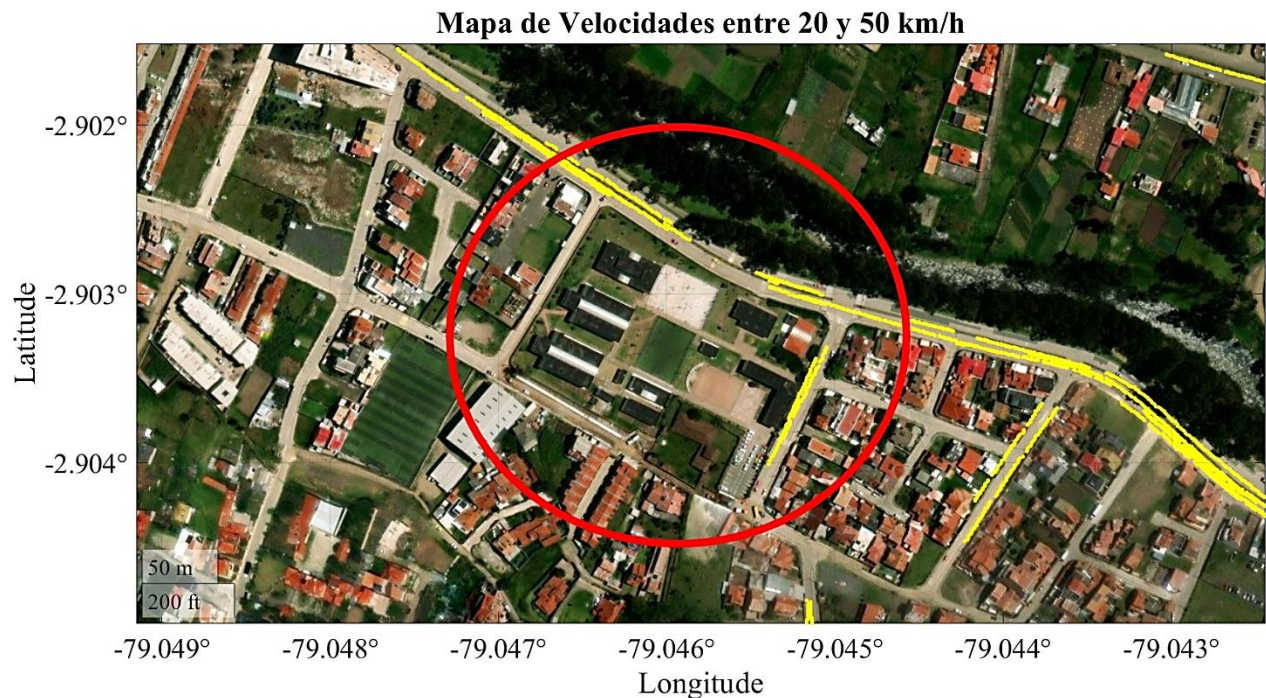 Mapa de Velocidades entre 20 y 50 km/h
Latitude
-2.902°
-2.903°
-2.904°
50 m
200 ft
-79.049° -79.048° -79.047° -79.046° -79.045° -79.044° -79.043°
Longitude